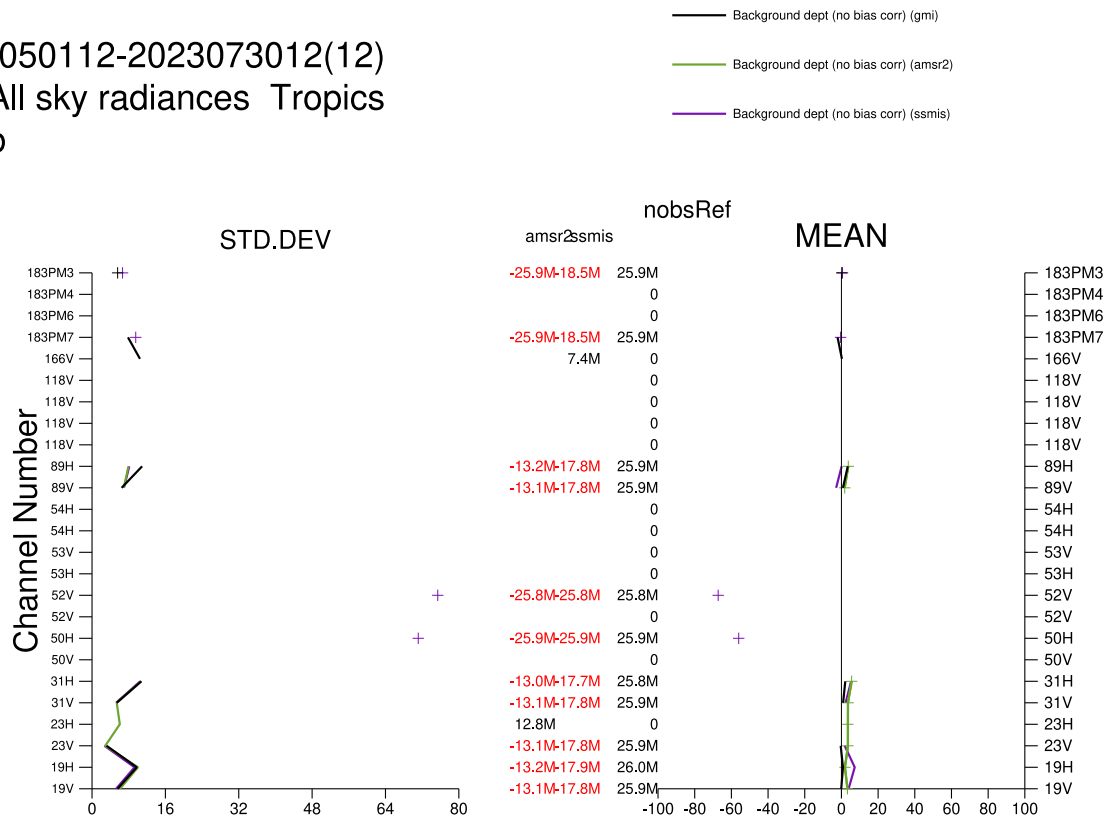 Background dept (no bias corr) (gmi)
050112-2023073012(12)
Background dept (no bias corr) (amsr2)
All sky radiances Tropics
Background dept (no bias corr) (ssmis)
nobsRef
STD.DEV
amsr2 ssmis
MEAN
183PM3 -25.9M -18.5M 25.9M 183PM3
183PM4 0 183PM4
183PM6 0 183PM6
183PM7 -25.9M -18.5M 25.9M 183PM7
166V 7.4M 0 166V
118V 0 118V
118V 0 118V
118V 0 118V
118V 0 118V
89H -13.2M -17.8M 25.9M 89H
89V -13.1M -17.8M 25.9M 89V
54H 0 54H
54H 0 54H
53V 0 53V
53H 0 53H
52V -25.8M -25.8M 25.8M 52V
52V 0 52V
50H -25.9M -25.9M 25.9M 50H
50V 0 50V
31H -13.0M -17.7M 25.8M 31H
31V -13.1M -17.8M 25.9M 31V
23H 12.8M 0 23H
23V -13.1M -17.8M 25.9M 23V
19H -13.2M -17.9M 26.0M 19H
19V -13.1M -17.8M 25.9M 19V
Channel Number
0 16 32 48 64 80
-100 -80 -60 -40 -20 0 20 40 60 80 100